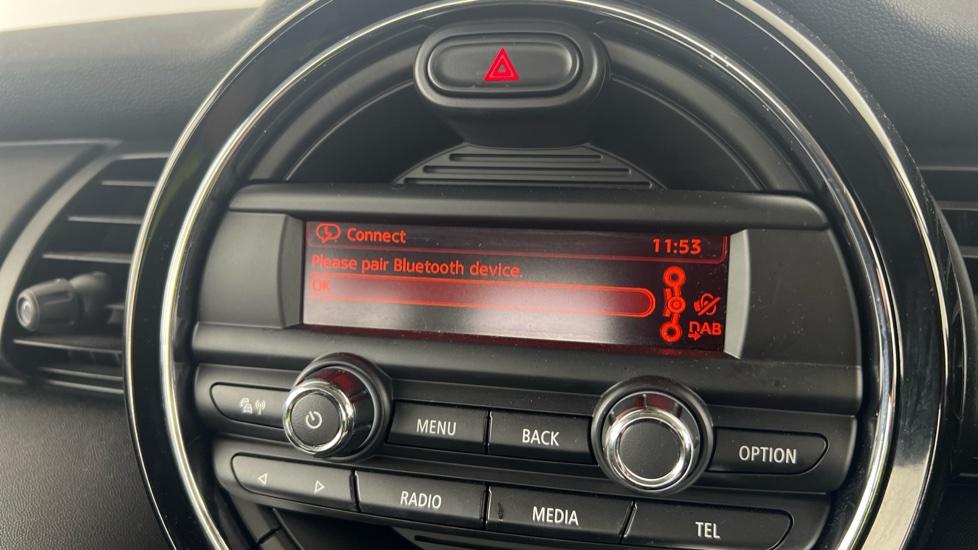 Connect
11:53
Please pair Bluetooth device.
OK
DAB
MENU
BACK
OPTION
RADIO
MEDIA
TEL